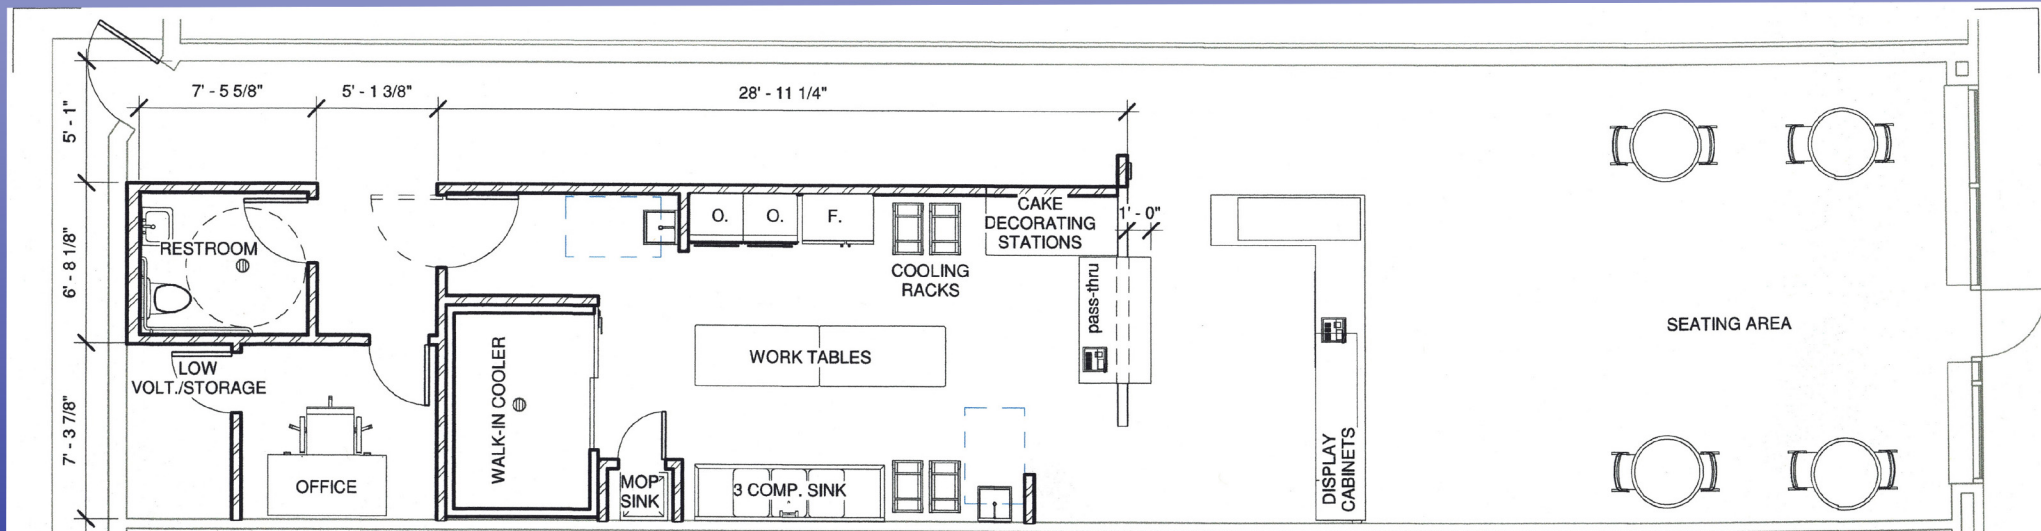 7' - 5 5/8"
5' - 1 3/8"
28' - 11 1/4"
5' - 1"
6' - 8 1/8"
7' - 3 7/8"
RESTROOM
O.
O.
F.
CAKE
DECORATING
STATIONS
1' - 0"
COOLING
RACKS
pass-thru
SEATING AREA
WORK TABLES
LOW
VOLT./STORAGE
WALK-IN COOLER
OFFICE
MOP
SINK
3 COMP. SINK
DISPLAY
CABINETS